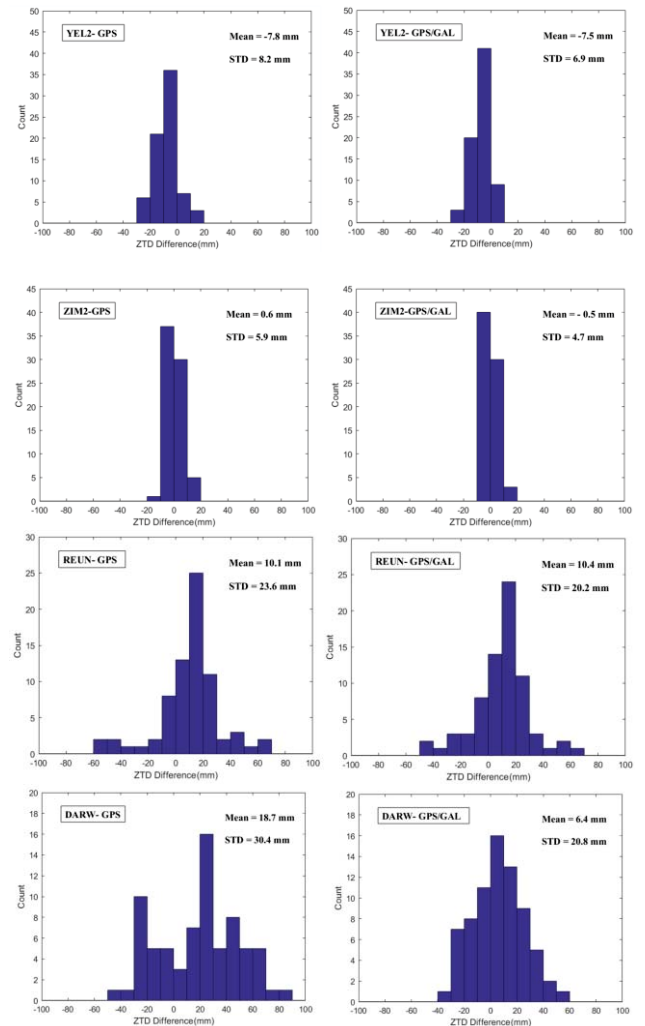 YEL2- GPS
Mean = -7.8 mm
STD = 8.2 mm
50
45
40
35
30
25
20
15
10
5
0
Count
-100 -80 -60 -40 -20 0 20 40 60 80 100
ZTD Difference(mm)
YEL2- GPS/GAL
Mean = -7.5 mm
STD = 6.9 mm
50
45
40
35
30
25
20
15
10
5
0
Count
-100 -80 -60 -40 -20 0 20 40 60 80 100
ZTD Difference(mm)
ZIM2-GPS
Mean = 0.6 mm
STD = 5.9 mm
45
40
35
30
25
20
15
10
5
0
Count
-100 -80 -60 -40 -20 0 20 40 60 80 100
ZTD Difference(mm)
ZIM2-GPS/GAL
Mean = - 0.5 mm
STD = 4.7 mm
45
40
35
30
25
20
15
10
5
0
Count
-100 -80 -60 -40 -20 0 20 40 60 80 100
ZTD Difference(mm)
REUN- GPS
Mean = 10.1 mm
STD = 23.6 mm
30
25
20
15
10
5
0
Count
-100 -80 -60 -40 -20 0 20 40 60 80 100
ZTD Difference(mm)
REUN- GPS/GAL
Mean = 10.4 mm
STD = 20.2 mm
30
25
20
15
10
5
0
Count
-100 -80 -60 -40 -20 0 20 40 60 80 100
ZTD Difference(mm)
DARW- GPS
Mean = 18.7 mm
STD = 30.4 mm
20
18
16
14
12
10
8
6
4
2
0
Count
-100 -80 -60 -40 -20 0 20 40 60 80 100
ZTD Difference(mm)
DARW- GPS/GAL
Mean = 6.4 mm
STD = 20.8 mm
20
18
16
14
12
10
8
6
4
2
0
Count
-100 -80 -60 -40 -20 0 20 40 60 80 100
ZTD Difference(mm)